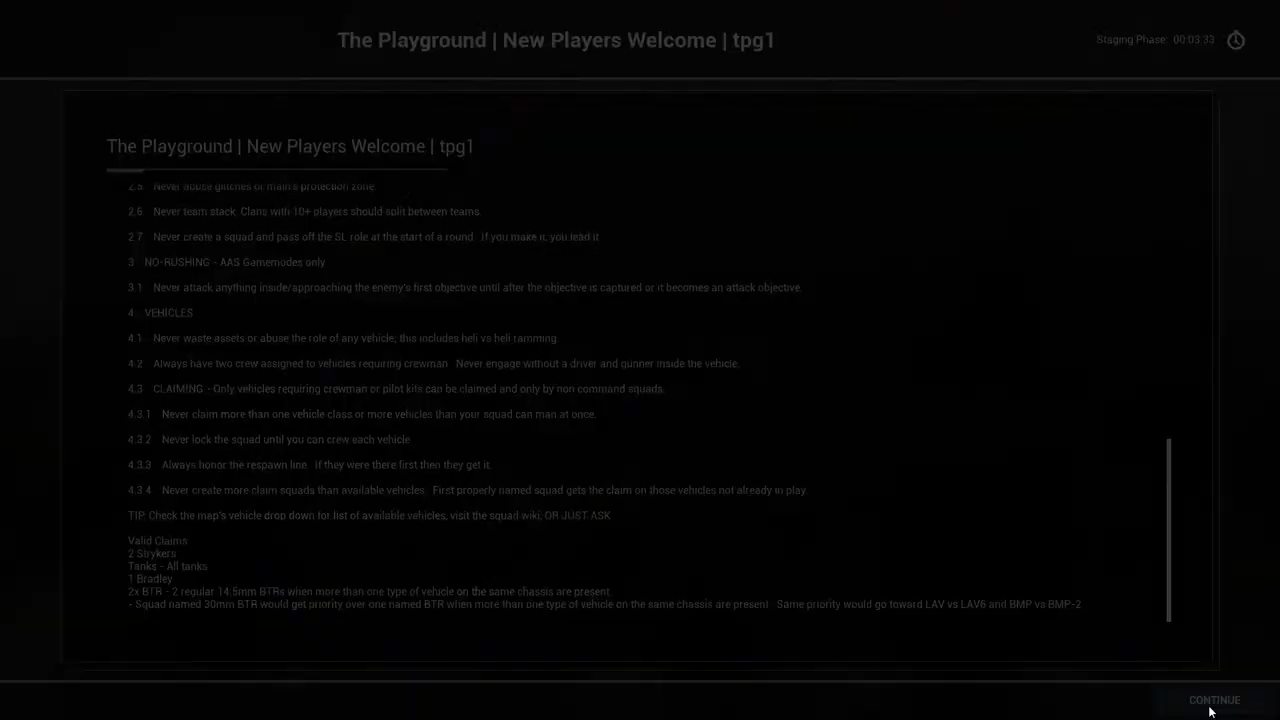 The Playground | New Players Welcome | tpg1
Staging Phase: 00:03:33
The Playground | New Players Welcome | tpg1
2.5 Never abuse glitches or main's protection zone.
2.6 Never team stack. Clans with 10+ players should split between teams.
2.7 Never create a squad and pass off the SL role at the start of a round. If you make it, you lead it.
3 NO-RUSHING - AAS Gamemodes only
3.1 Never attack anything inside/approaching the enemy's first objective until after the objective is captured or it becomes an attack objective.
4 VEHICLES
4.1 Never waste assets or abuse the role of any vehicle; this includes heli vs heli ramming.
4.2 Always have two crew assigned to vehicles requiring crewman. Never engage without a driver and gunner inside the vehicle.
4.3 CLAIMING - Only vehicles requiring crewman or pilot kits can be claimed and only by non command squads.
4.3.1 Never claim more than one vehicle class or more vehicles than your squad can man at once.
4.3.2 Never lock the squad until you can crew each vehicle.
4.3.3 Always honor the respawn line. If they were there first then they get it.
4.3.4 Never create more claim squads than available vehicles. First properly named squad gets the claim on those vehicles not already in play.
TIP: Check the map's vehicle drop down for list of available vehicles, visit the squad wiki, OR JUST ASK
Valid Claims
2 Strykers
Tanks - All tanks
1 Bradley
2x BTR - 2 regular 14.5mm BTRs when more than one type of vehicle on the same chassis are present.
- Squad named 30mm BTR would get priority over one named BTR when more than one type of vehicle on the same chassis are present. Same priority would go toward LAV vs LAV6 and BMP vs BMP-2
CONTINUE